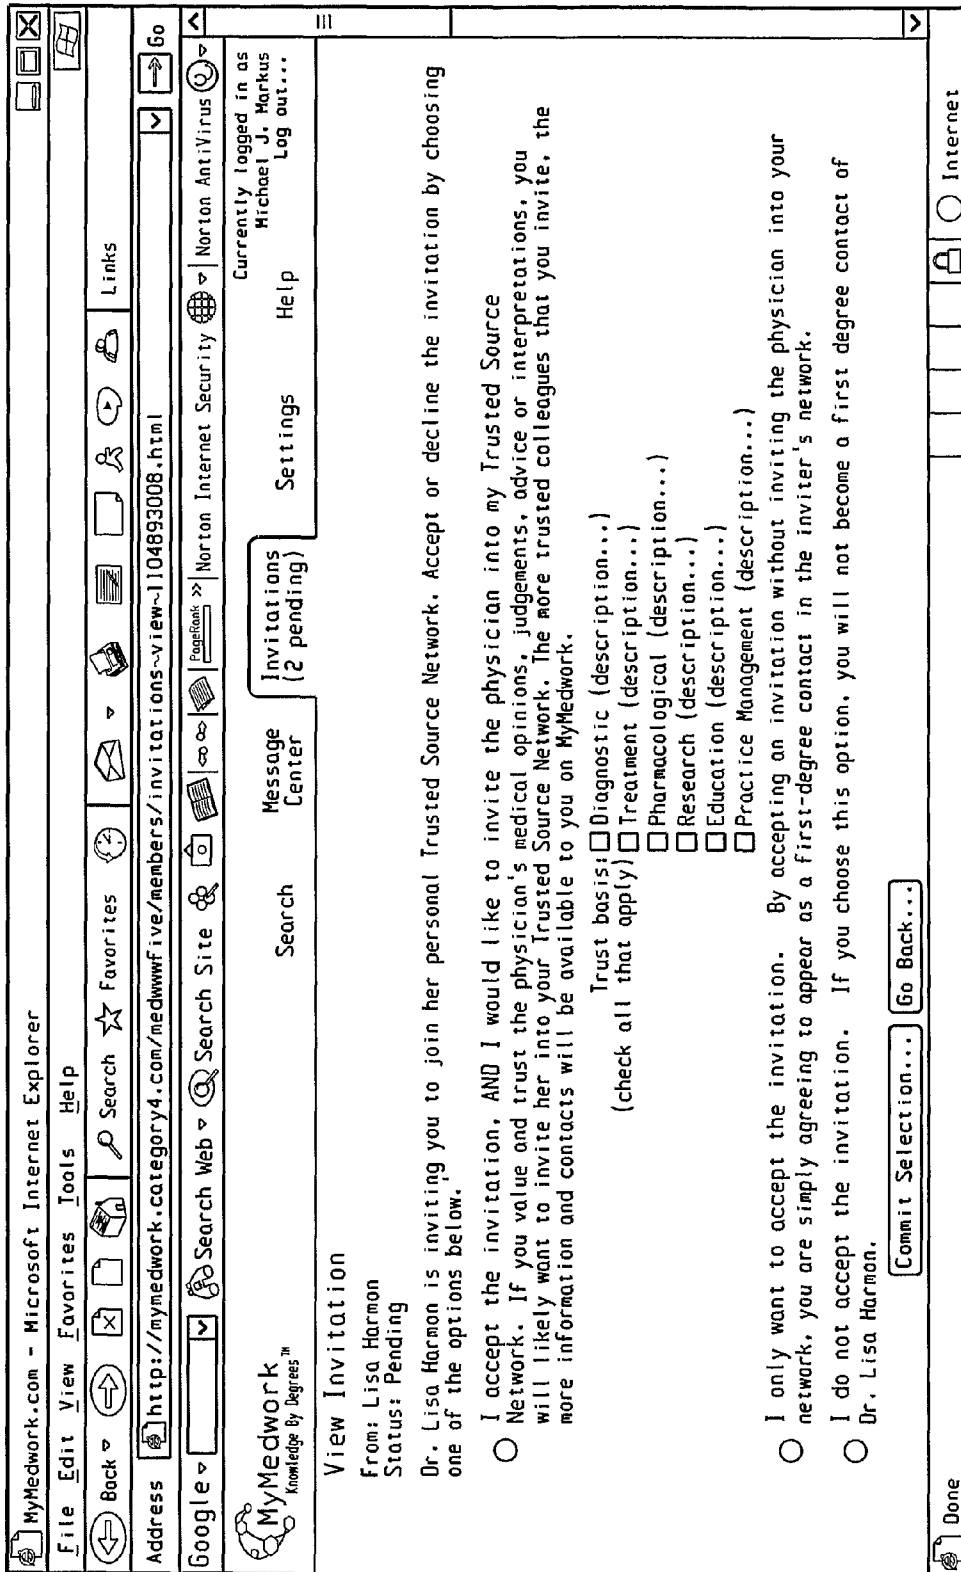 MyMedwork.com - Microsoft Internet Explorer
File Edit View Favorites Tools Help
Back Search Favorites Links
Address http://mymedwork.category4.com/medwwwfive/members/invitations~view~1104893008.html Go
Google Search Web Search Site PageRank >> Norton Internet Security Norton AntiVirus
MyMedwork™
Knowledge By Degrees
Search
Message Center
Invitations (2 pending)
Settings
Help
Currently logged in as
Michael J. Markus
Log out...
View Invitation
From: Lisa Harmon
Status: Pending
Dr. Lisa Harmon is inviting you to join her personal Trusted Source Network. Accept or decline the invitation by choosing
one of the options below.
I accept the invitation, AND I would like to invite the physician into my Trusted Source
Network. If you value and trust the physician's medical opinions, judgements, advice or interpretations, you
will likely want to invite her into your Trusted Source Network. The more trusted colleagues that you invite, the
more information and contacts will be available to you on MyMedwork.
Trust basis: Diagnostic (description...)
(check all that apply) Treatment (description...)
Pharmacological (description...)
Research (description...)
Education (description...)
Practice Management (description...)
I only want to accept the invitation. By accepting an invitation without inviting the physician into your
network, you are simply agreeing to appear as a first-degree contact in the inviter's network.
I do not accept the invitation. If you choose this option, you will not become a first degree contact of
Dr. Lisa Harmon.
Commit Selection... Go Back...
Done Internet